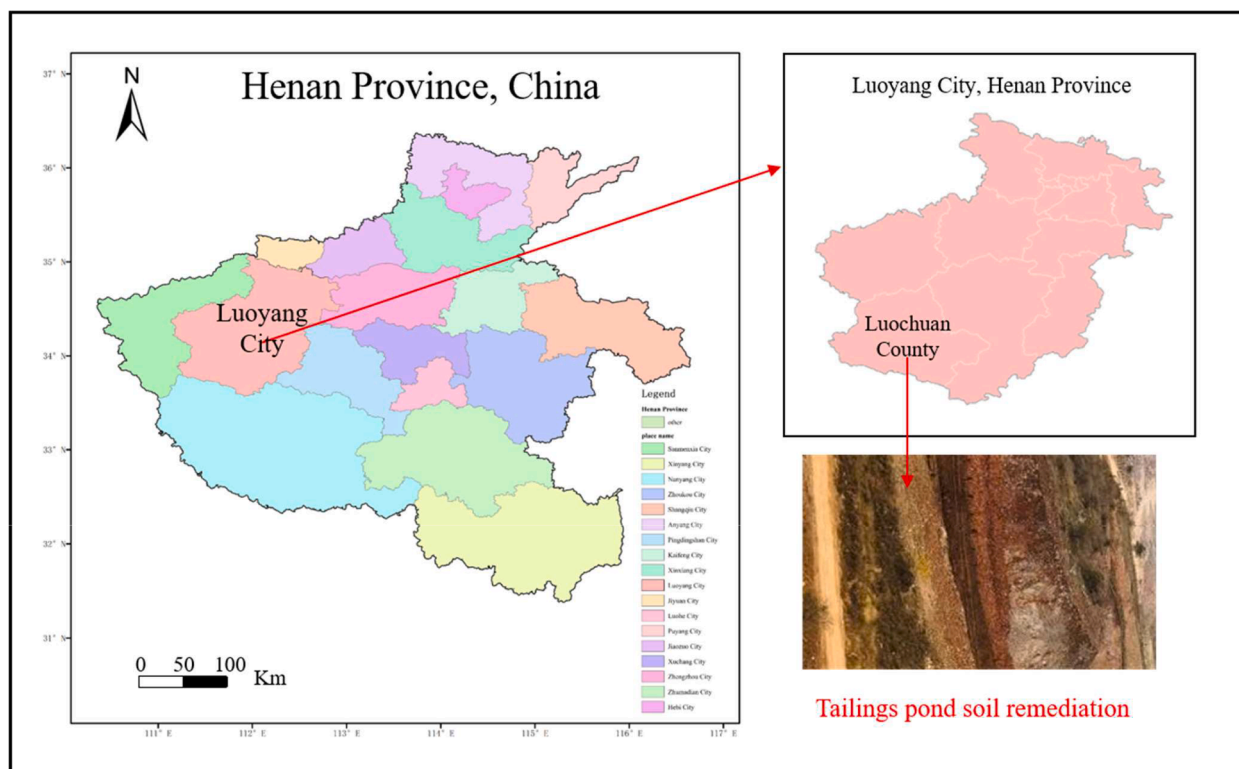 Henan Province, China
N
37° N
36° N
35° N
34° N
33° N
32° N
31° N
Luoyang
City
Legend
Henan Province
other
place name
Sanmenxia City
Xinyang City
Nanyang City
Zhoukou City
Shangqiu City
Anyang City
Pingdingshan City
Kaifeng City
Xinxiang City
Luoyang City
Jiyuan City
Luohe City
Puyang City
Jiaozuo City
Xuchang City
Zhengzhou City
Zhumadian City
Hebi City
0 50 100
Km
111° E 112° E 113° E 114° E 115° E 116° E 117° E
Luoyang City, Henan Province
Luochuan
County
Tailings pond soil remediation